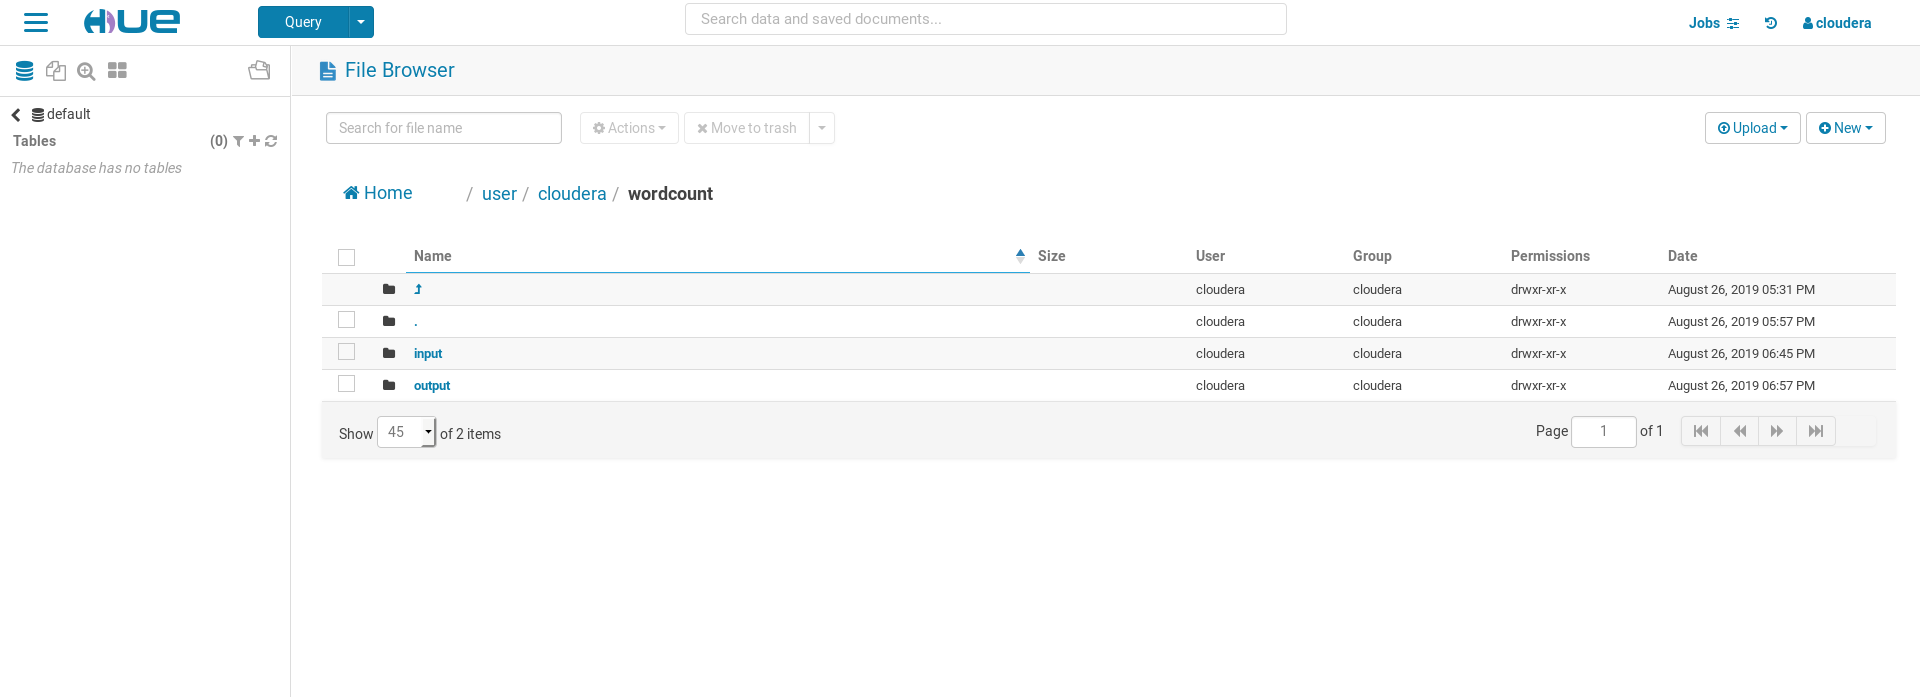 HUE Query Search data and saved documents... Jobs cloudera
File Browser
default
Tables (0)
The database has no tables
Search for file name Actions Move to trash Upload New
Home / user / cloudera / wordcount
Name Size User Group Permissions Date
cloudera cloudera drwxr-xr-x August 26, 2019 05:31 PM
. cloudera cloudera drwxr-xr-x August 26, 2019 05:57 PM
input cloudera cloudera drwxr-xr-x August 26, 2019 06:45 PM
output cloudera cloudera drwxr-xr-x August 26, 2019 06:57 PM
Show 45 of 2 items Page 1 of 1